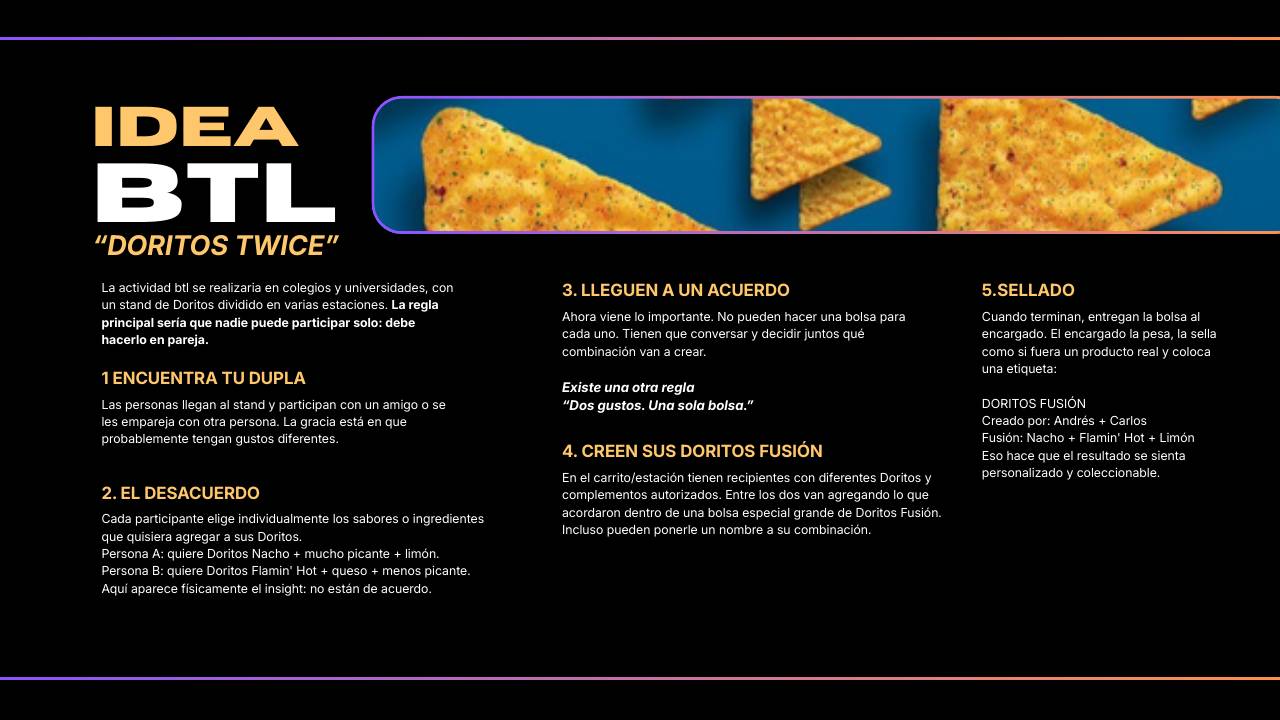 IDEA
BTL
“DORITOS TWICE”
La actividad btl se realizaria en colegios y universidades, con
un stand de Doritos dividido en varias estaciones. La regla
principal sería que nadie puede participar solo: debe
hacerlo en pareja.
1 ENCUENTRA TU DUPLA
Las personas llegan al stand y participan con un amigo o se
les empareja con otra persona. La gracia está en que
probablemente tengan gustos diferentes.
2. EL DESACUERDO
Cada participante elige individualmente los sabores o ingredientes
que quisiera agregar a sus Doritos.
Persona A: quiere Doritos Nacho + mucho picante + limón.
Persona B: quiere Doritos Flamin' Hot + queso + menos picante.
Aquí aparece físicamente el insight: no están de acuerdo.
3. LLEGUEN A UN ACUERDO
Ahora viene lo importante. No pueden hacer una bolsa para
cada uno. Tienen que conversar y decidir juntos qué
combinación van a crear.
Existe una otra regla
“Dos gustos. Una sola bolsa.”
4. CREEN SUS DORITOS FUSIÓN
En el carrito/estación tienen recipientes con diferentes Doritos y
complementos autorizados. Entre los dos van agregando lo que
acordaron dentro de una bolsa especial grande de Doritos Fusión.
Incluso pueden ponerle un nombre a su combinación.
5.SELLADO
Cuando terminan, entregan la bolsa al
encargado. El encargado la pesa, la sella
como si fuera un producto real y coloca
una etiqueta:
DORITOS FUSIÓN
Creado por: Andrés + Carlos
Fusión: Nacho + Flamin' Hot + Limón
Eso hace que el resultado se sienta
personalizado y coleccionable.